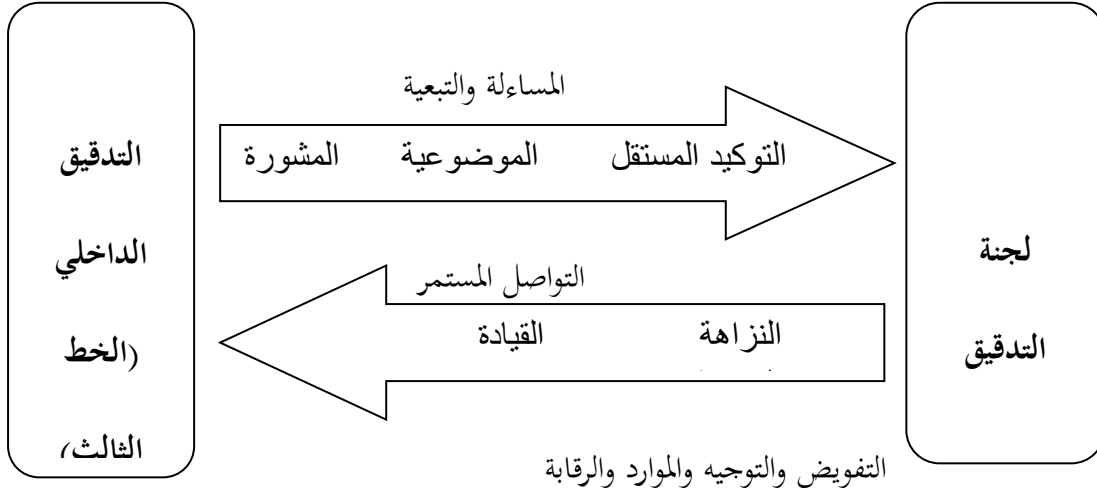 المساءلة والتبعية
التدقيق
الداخلي
(الخط
الثالث)
المشورة الموضوعية التوكيد المستقل
لجنة
التدقيق
التواصل المستمر
القيادة النزاهة
التفويض والتوجيه والموارد والرقابة